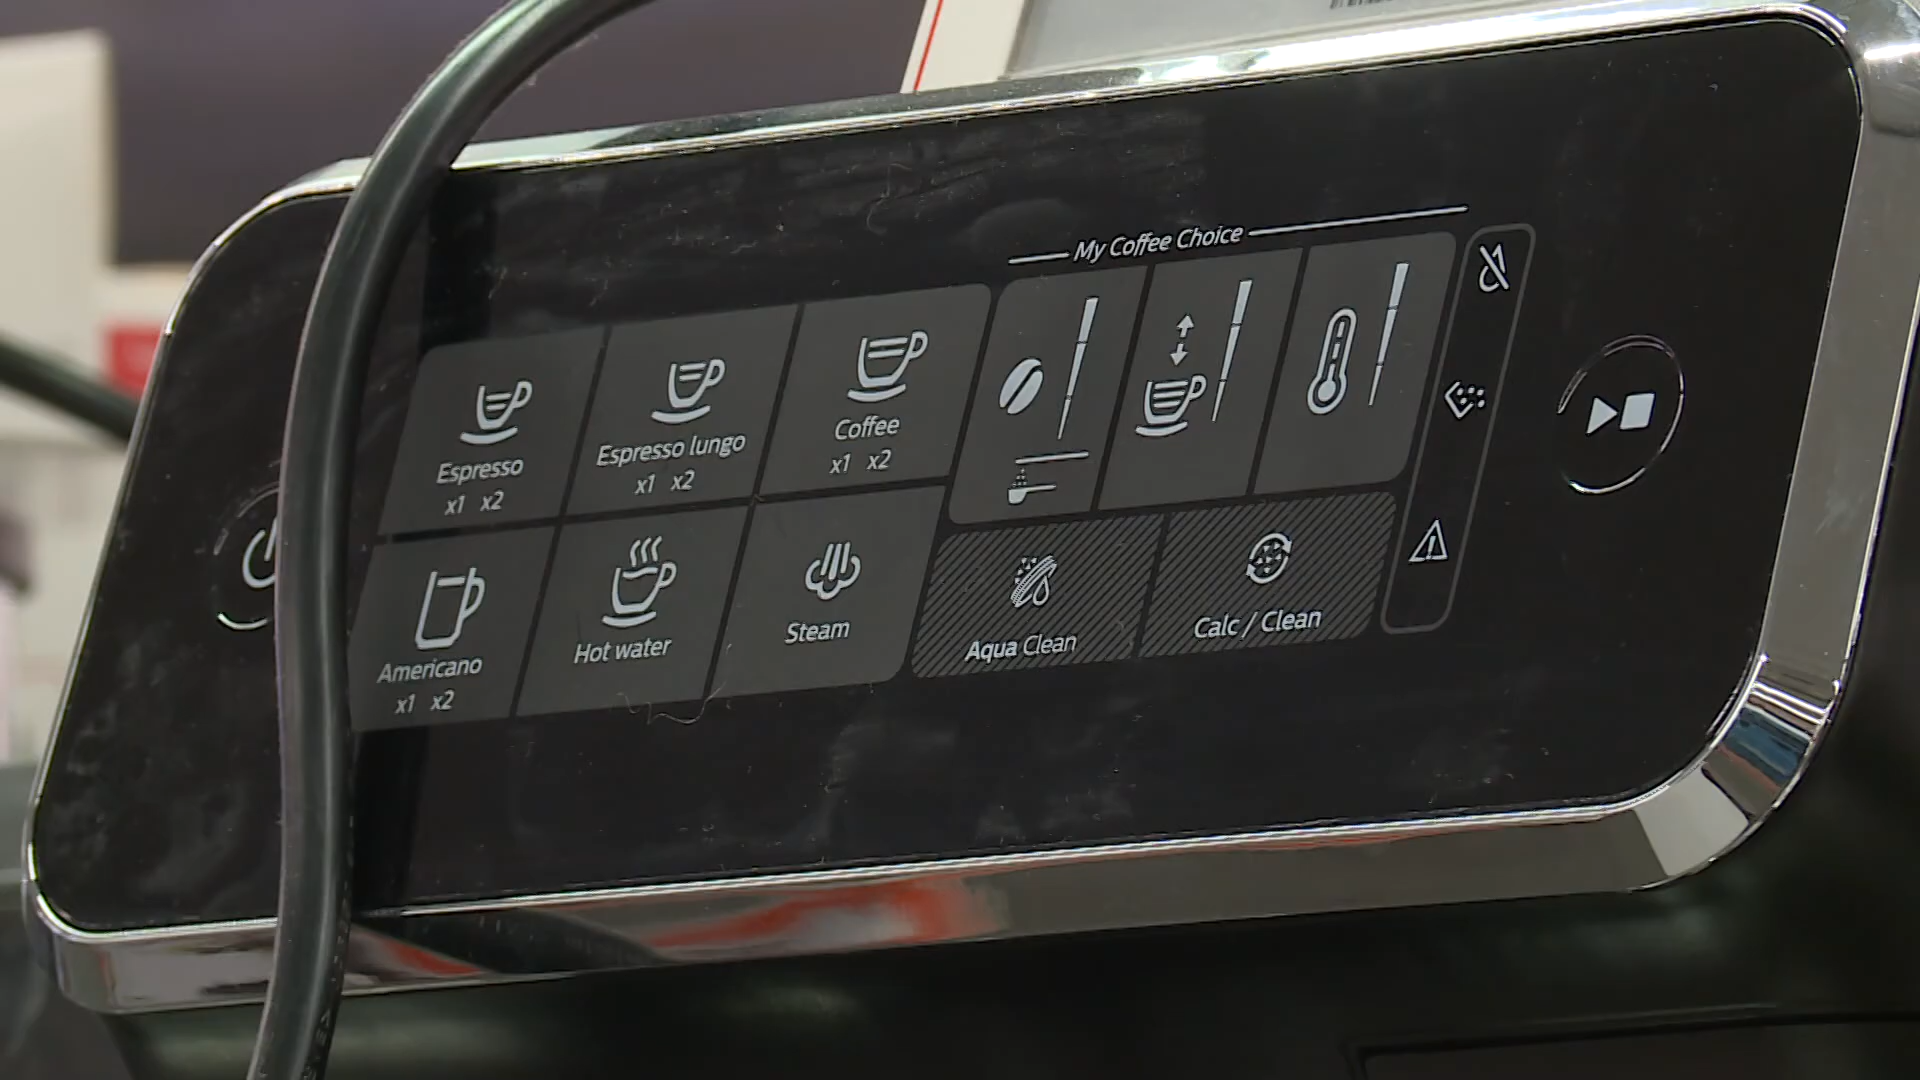 My Coffee Choice
Espresso
x1 x2
Espresso lungo
x1 x2
Coffee
x1 x2
Americano
x1 x2
Hot water
Steam
Aqua Clean
Calc / Clean